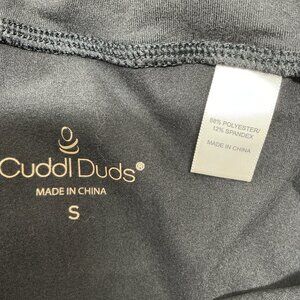 Cuddl Duds®
MADE IN CHINA
S
88% POLYESTER/
12% SPANDEX
MADE IN CHINA